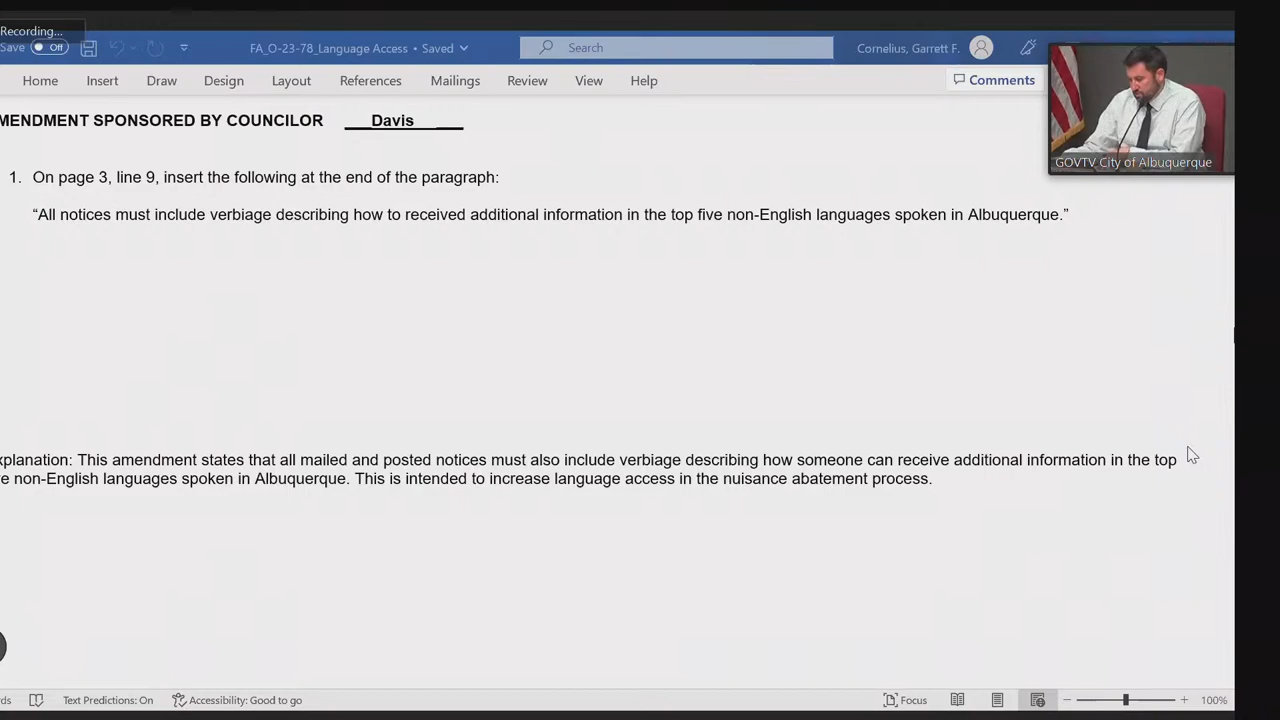 Recording...
Save Off FA_O-23-78_Language Access • Saved Search Cornelius, Garrett F.
Home Insert Draw Design Layout References Mailings Review View Help Comments
MENDMENT SPONSORED BY COUNCILOR Davis
GOVTV City of Albuquerque
1. On page 3, line 9, insert the following at the end of the paragraph:
“All notices must include verbiage describing how to received additional information in the top five non-English languages spoken in Albuquerque.”
xplanation: This amendment states that all mailed and posted notices must also include verbiage describing how someone can receive additional information in the top
ve non-English languages spoken in Albuquerque. This is intended to increase language access in the nuisance abatement process.
rds Text Predictions: On Accessibility: Good to go Focus 100%